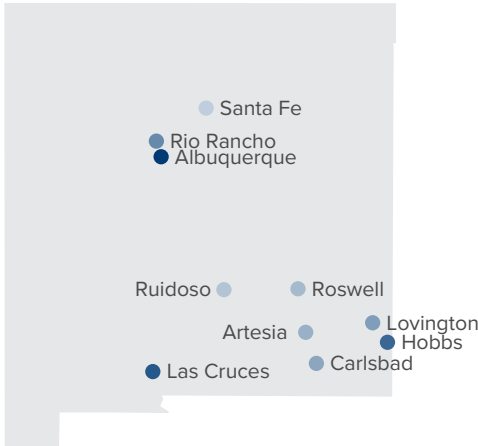 Santa Fe
Rio Rancho
Albuquerque
Ruidoso
Roswell
Lovington
Artesia
Hobbs
Carlsbad
Las Cruces